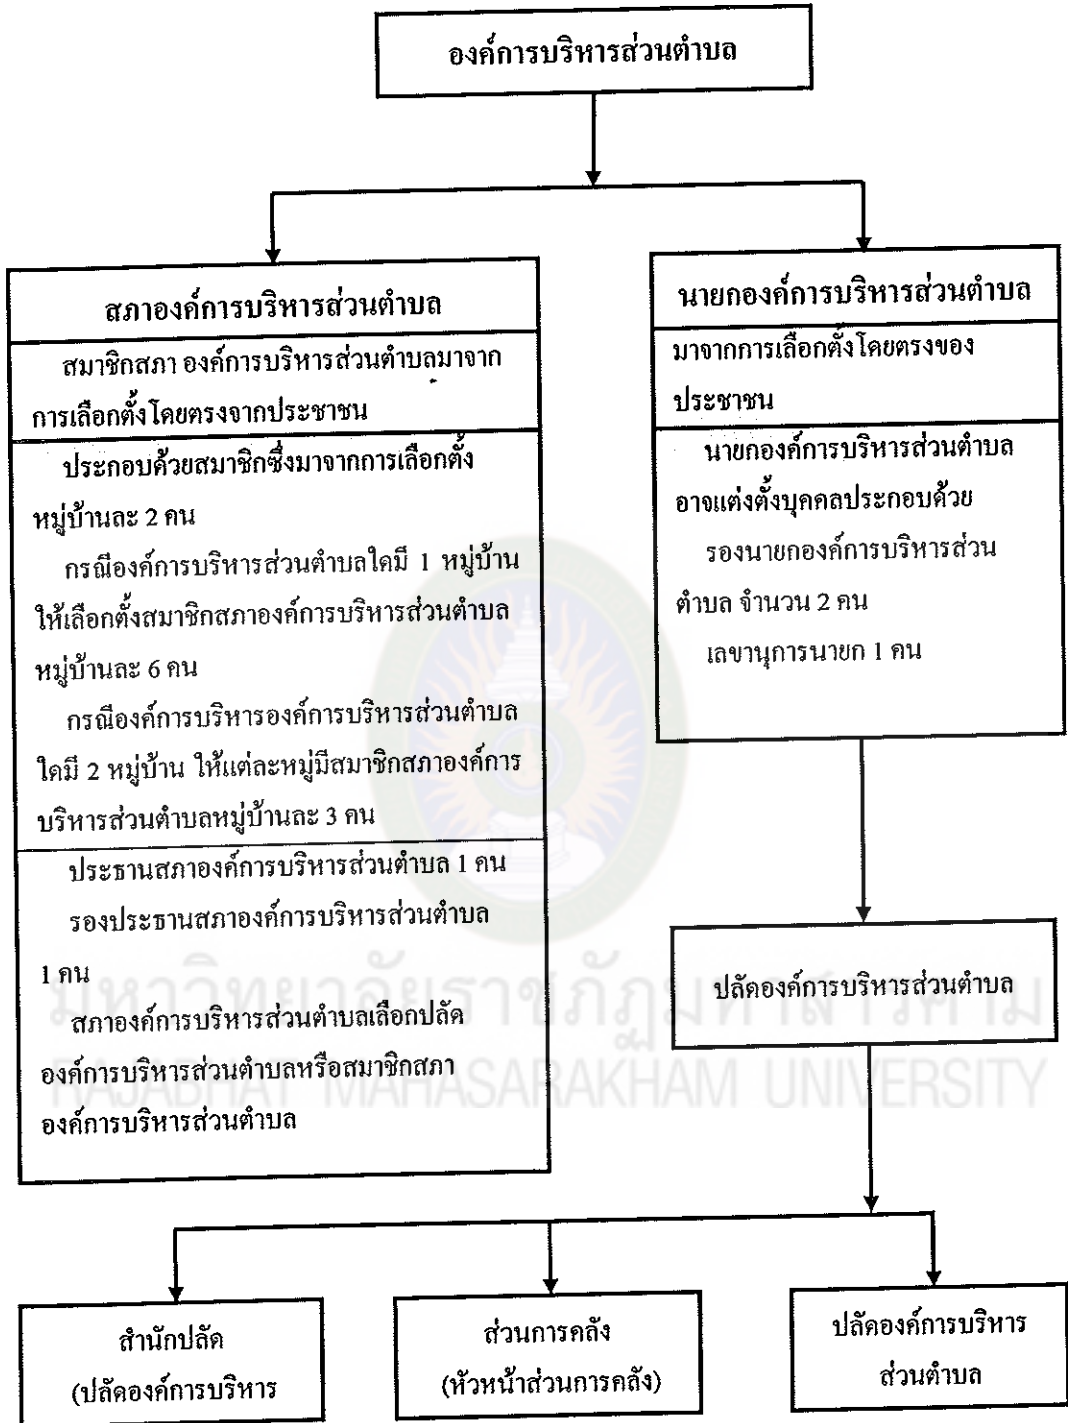 องค์การบริหารส่วนตำบล
สภาองค์การบริหารส่วนตำบล
สมาชิกสภา องค์การบริหารส่วนตำบลมาจาก
การเลือกตั้งโดยตรงจากประชาชน
ประกอบด้วยสมาชิกซึ่งมาจากการเลือกตั้ง
หมู่บ้านละ 2 คน
กรณีองค์การบริหารส่วนตำบลใดมี 1 หมู่บ้าน
ให้เลือกตั้งสมาชิกสภาองค์การบริหารส่วนตำบล
หมู่บ้านละ 6 คน
กรณีองค์การบริหารองค์การบริหารส่วนตำบล
ใดมี 2 หมู่บ้าน ให้แต่ละหมู่มีสมาชิกสภาองค์การ
บริหารส่วนตำบลหมู่บ้านละ 3 คน
ประธานสภาองค์การบริหารส่วนตำบล 1 คน
รองประธานสภาองค์การบริหารส่วนตำบล
1 คน
สภาองค์การบริหารส่วนตำบลเลือกปลัด
องค์การบริหารส่วนตำบลหรือสมาชิกสภา
องค์การบริหารส่วนตำบล
นายกองค์การบริหารส่วนตำบล
มาจากการเลือกตั้งโดยตรงของ
ประชาชน
นายกองค์การบริหารส่วนตำบล
อาจแต่งตั้งบุคคลประกอบด้วย
รองนายกองค์การบริหารส่วน
ตำบล จำนวน 2 คน
เลขานุการนายก 1 คน
ปลัดองค์การบริหารส่วนตำบล
มหาวิทยาลัยราชภัฏมหาสารคาม
RAJABHAT MAHASARAKHAM UNIVERSITY
สำนักปลัด
(ปลัดองค์การบริหาร
ส่วนการคลัง
(หัวหน้าส่วนการคลัง)
ปลัดองค์การบริหาร
ส่วนตำบล